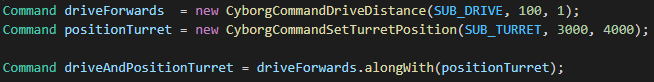 Command driveForwards  = new CyborgCommandDriveDistance(SUB_DRIVE, 100, 1);
Command positionTurret = new CyborgCommandSetTurretPosition(SUB_TURRET, 3000, 4000);
Command driveAndPositionTurret = driveForwards.alongWith(positionTurret);